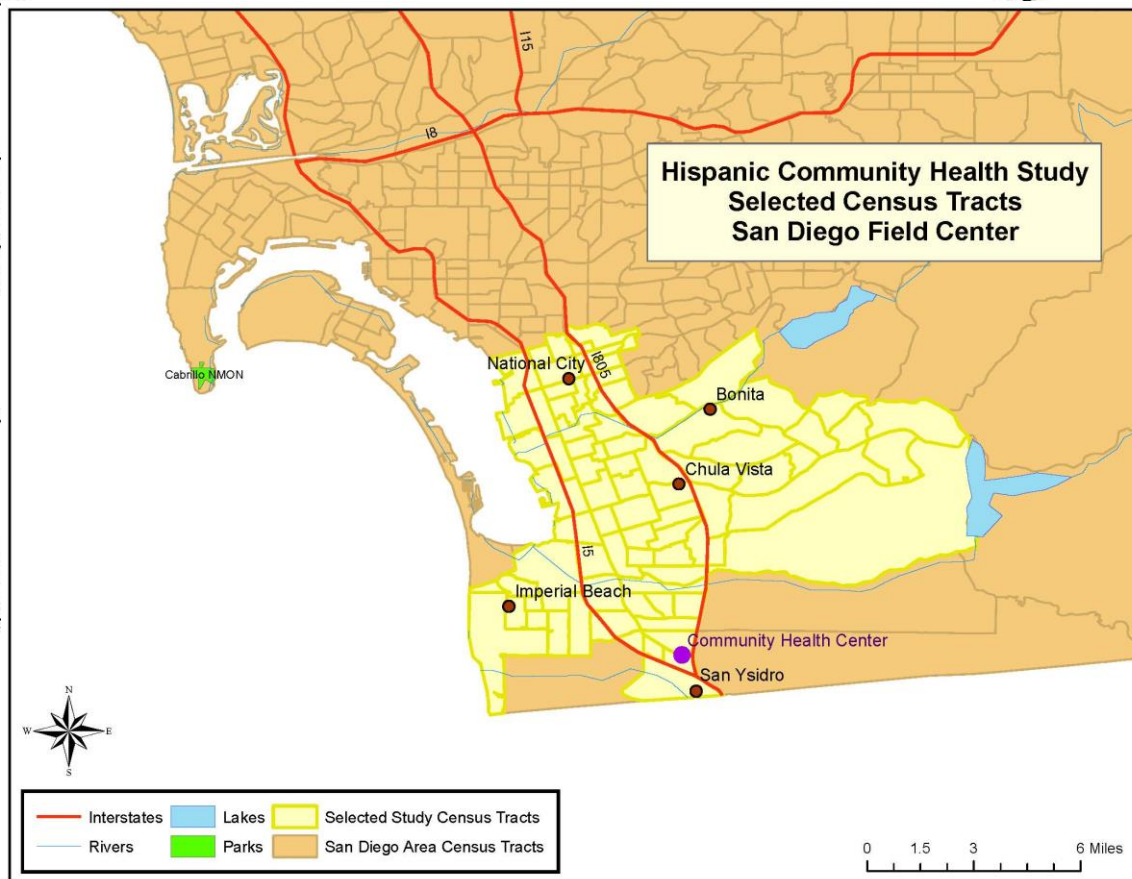 I15
I8
Hispanic Community Health Study
Selected Census Tracts
San Diego Field Center
National City
I805
Cabrillo NMON
Bonita
Chula Vista
I5
Imperial Beach
Community Health Center
San Ysidro
N
W E
S
Interstates Lakes Selected Study Census Tracts
Rivers Parks San Diego Area Census Tracts
0 1.5 3 6 Miles